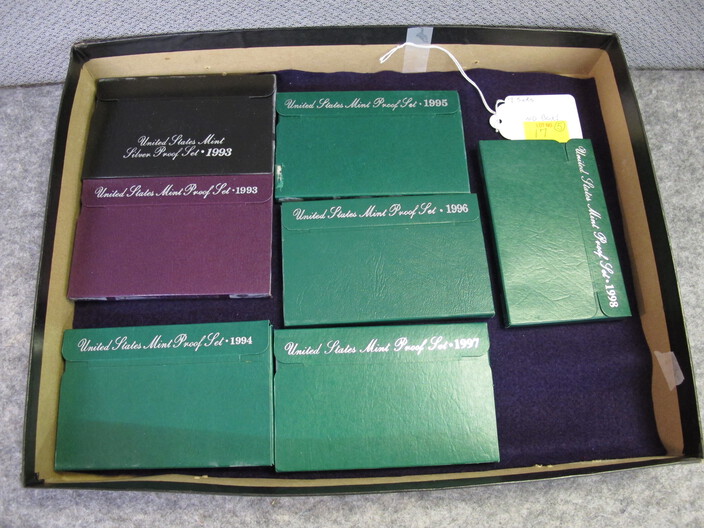 United States Mint
Silver Proof Set • 1993
United States Mint Proof Set • 1993
United States Mint Proof Set • 1994
United States Mint Proof Set • 1995
United States Mint Proof Set • 1996
United States Mint Proof Set • 1997
United States Mint Proof Set • 1998